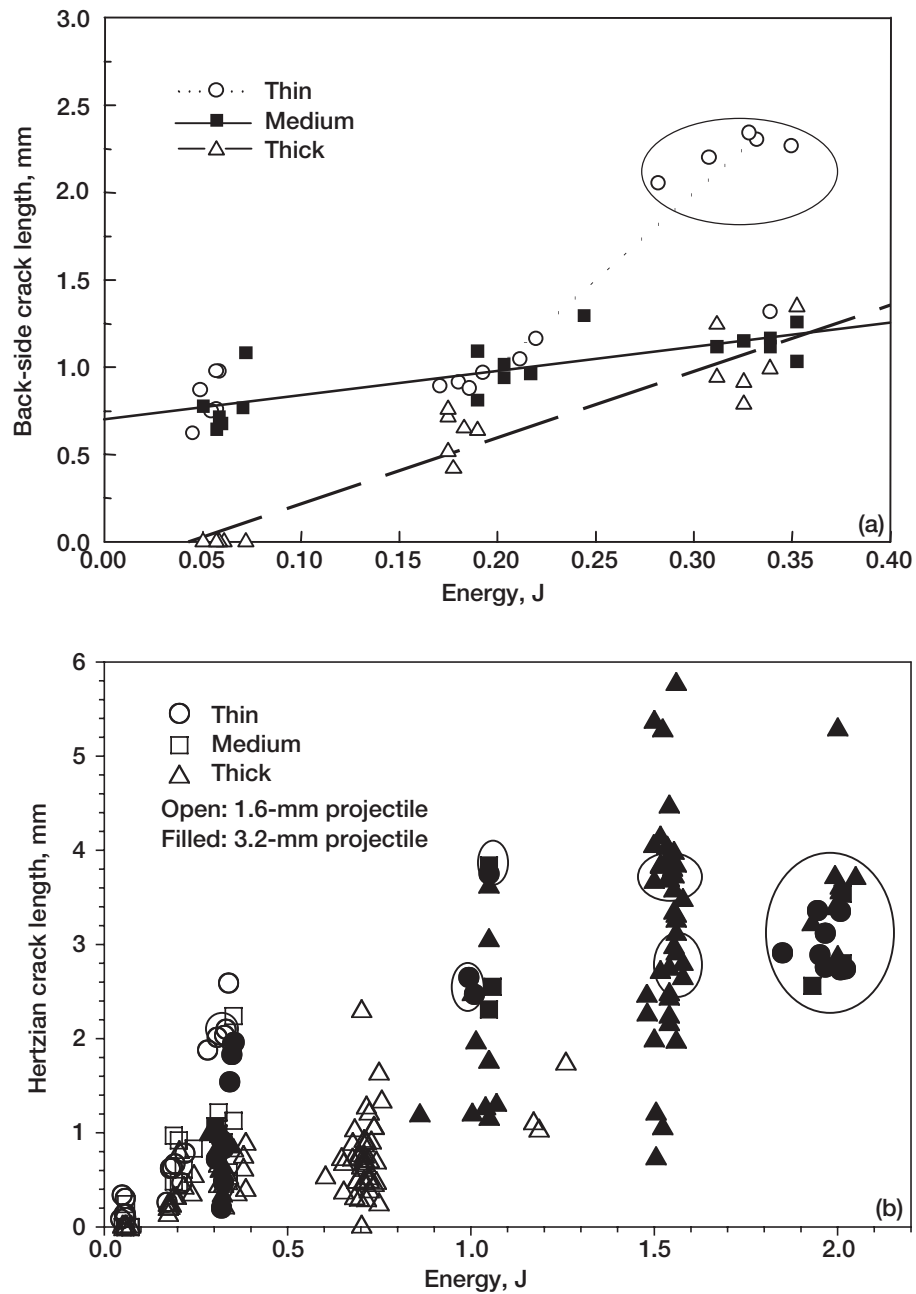 3.0
Thin
Medium
Thick
2.5
2.0
1.0
1.0
0.5
0.0
Back-side crack length, mm
(a)
0.00
0.05
0.10
0.15
0.20
0.25
0.30
0.35
0.40
Energy, J
6
5
4
3
2
1
0
Hertzian crack length, mm
Thin
Medium
Thick
Open: 1.6-mm projectile
Filled: 3.2-mm projectile
(b)
0.0
0.5
1.0
1.5
2.0
Energy, J